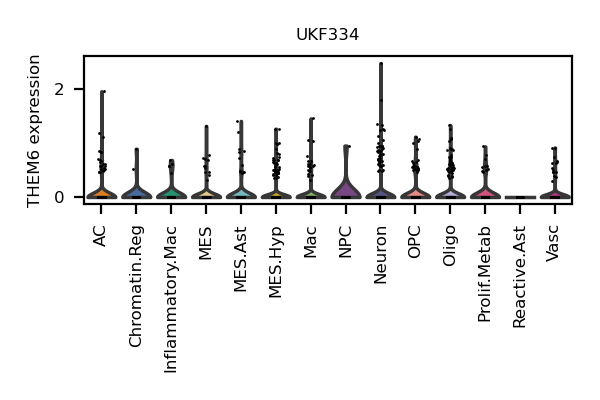 UKF334
THEM6 expression
2
0
AC
Chromatin.Reg
Inflammatory.Mac
MES
MES.Ast
MES.Hyp
Mac
NPC
Neuron
OPC
Oligo
Prolif.Metab
Reactive.Ast
Vasc